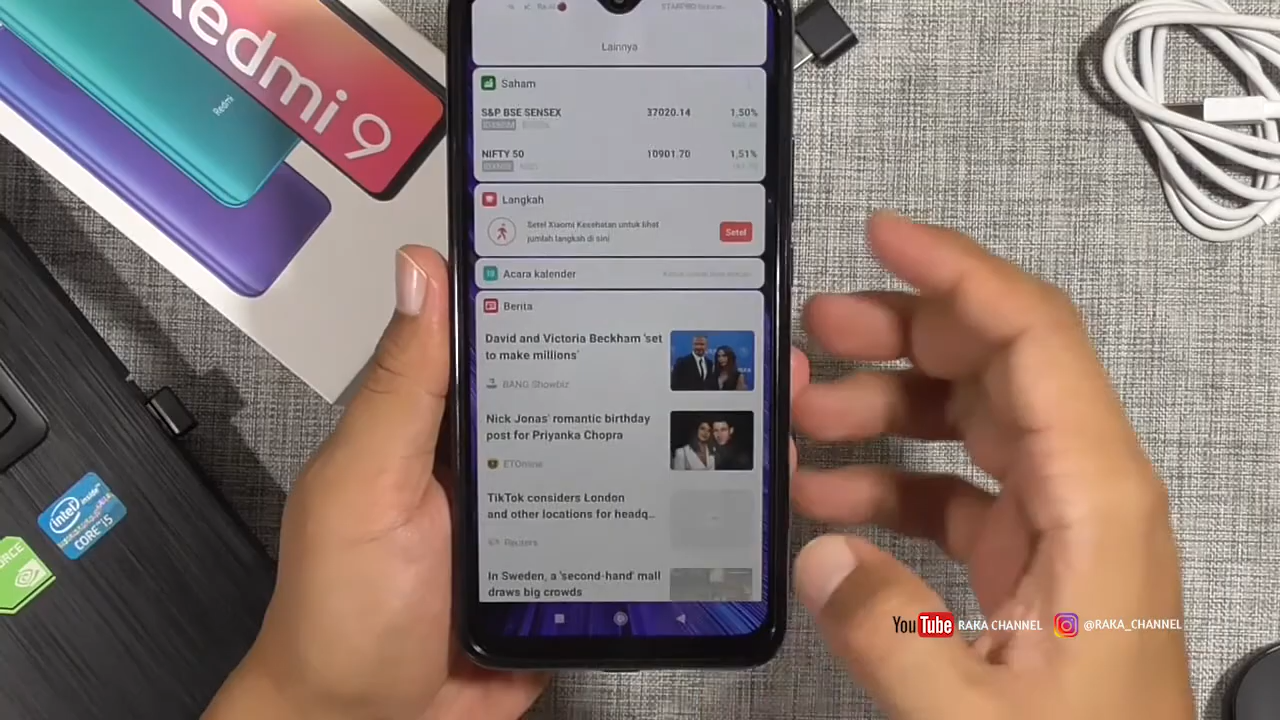 Redmi 9
Redmi
Lainnya
Saham
S&P BSE SENSEX 37020.14 1,50%
NIFTY 50 10901.70 1,51%
Langkah
Setel Xiaomi Kesehatan untuk lihat
jumlah langkah di sini
Setel
Acara kalender
Berita
David and Victoria Beckham 'set
to make millions'
BANG Showbiz
Nick Jonas' romantic birthday
post for Priyanka Chopra
ETOnline
TikTok considers London
and other locations for headq...
Reuters
In Sweden, a 'second-hand' mall
draws big crowds
intel inside™
CORE i5
YouTube RAKA CHANNEL @RAKA_CHANNEL